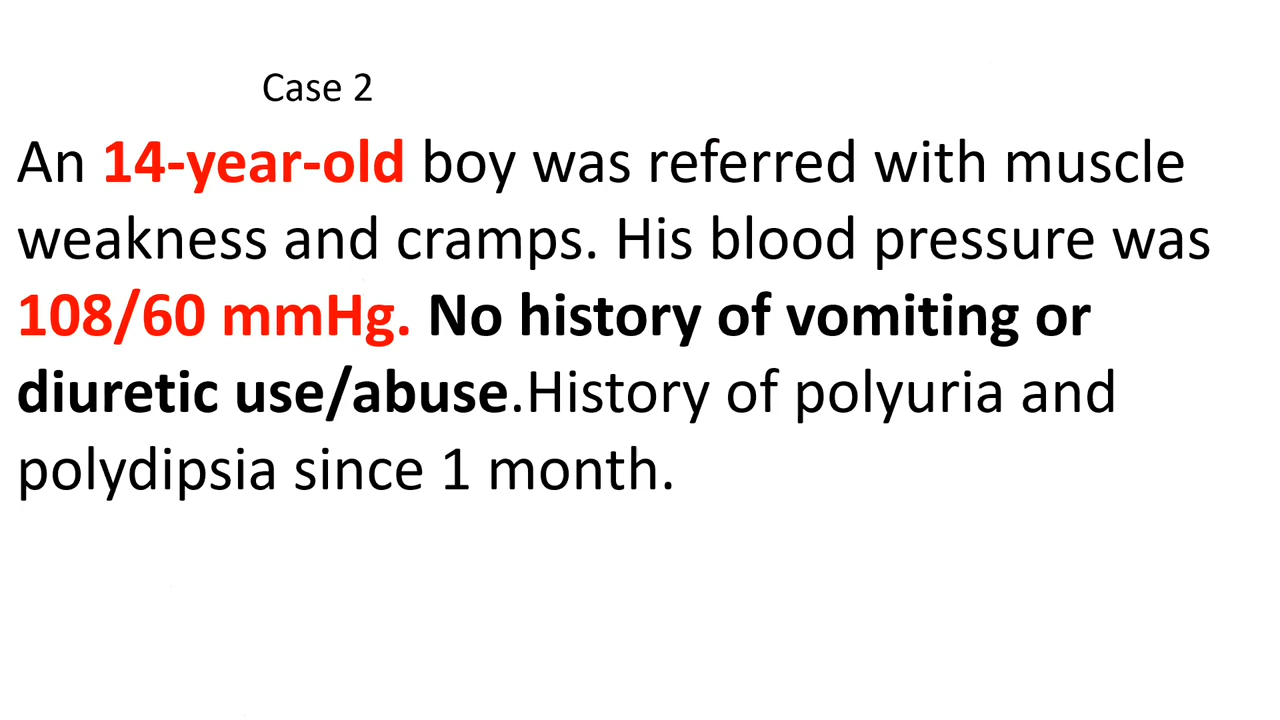 Case 2
An 14-year-old boy was referred with muscle
weakness and cramps. His blood pressure was
108/60 mmHg. No history of vomiting or
diuretic use/abuse.History of polyuria and
polydipsia since 1 month.